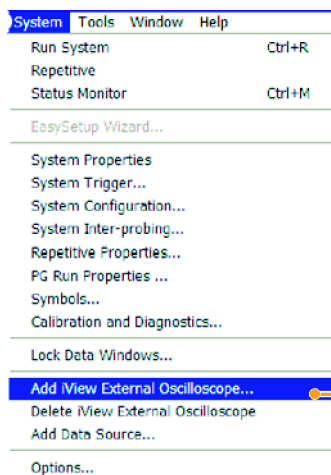 System Tools Window Help
Run System Ctrl+R
Repetitive
Status Monitor Ctrl+M
EasySetup Wizard...
System Properties
System Trigger...
System Configuration...
System Inter-probing...
Repetitive Properties...
PG Run Properties ...
Symbols...
Calibration and Diagnostics...
Lock Data Windows...
Add iView External Oscilloscope...
Delete iView External Oscilloscope
Add Data Source...
Options...